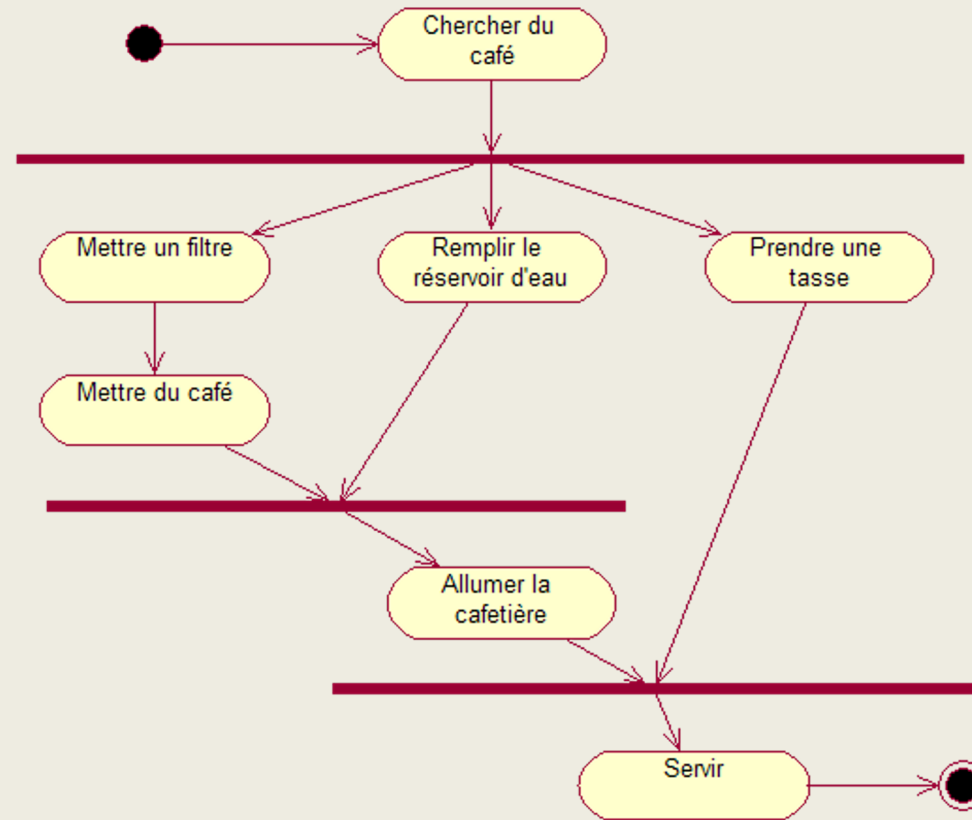 Chercher du
café
Mettre un filtre
Remplir le
réservoir d'eau
Prendre une
tasse
Mettre du café
Allumer la
cafetière
Servir